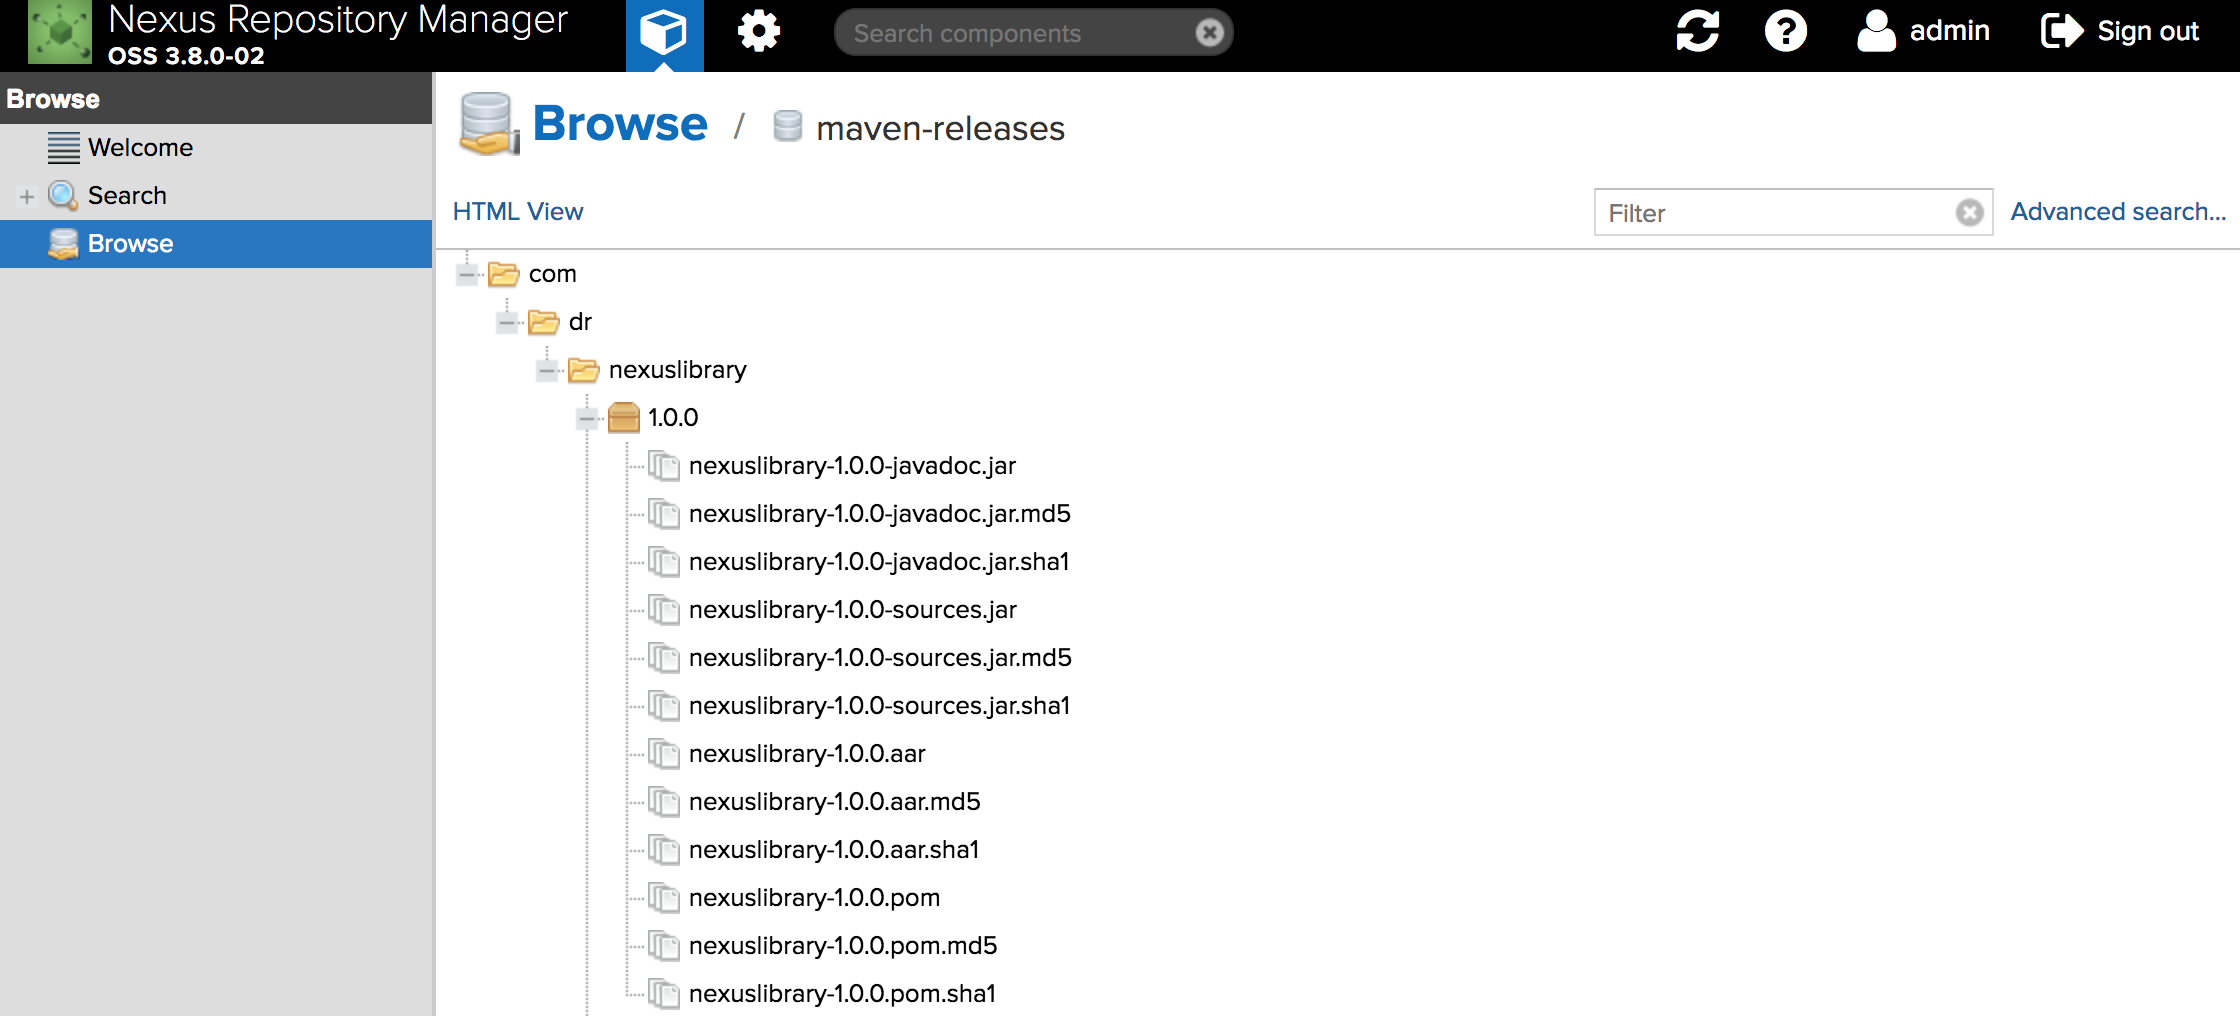 Nexus Repository Manager
OSS 3.8.0-02
Search components
admin
Sign out
Browse
Welcome
Search
Browse
Browse / maven-releases
HTML View
Filter
Advanced search...
com
dr
nexuslibrary
1.0.0
nexuslibrary-1.0.0-javadoc.jar
nexuslibrary-1.0.0-javadoc.jar.md5
nexuslibrary-1.0.0-javadoc.jar.sha1
nexuslibrary-1.0.0-sources.jar
nexuslibrary-1.0.0-sources.jar.md5
nexuslibrary-1.0.0-sources.jar.sha1
nexuslibrary-1.0.0.aar
nexuslibrary-1.0.0.aar.md5
nexuslibrary-1.0.0.aar.sha1
nexuslibrary-1.0.0.pom
nexuslibrary-1.0.0.pom.md5
nexuslibrary-1.0.0.pom.sha1